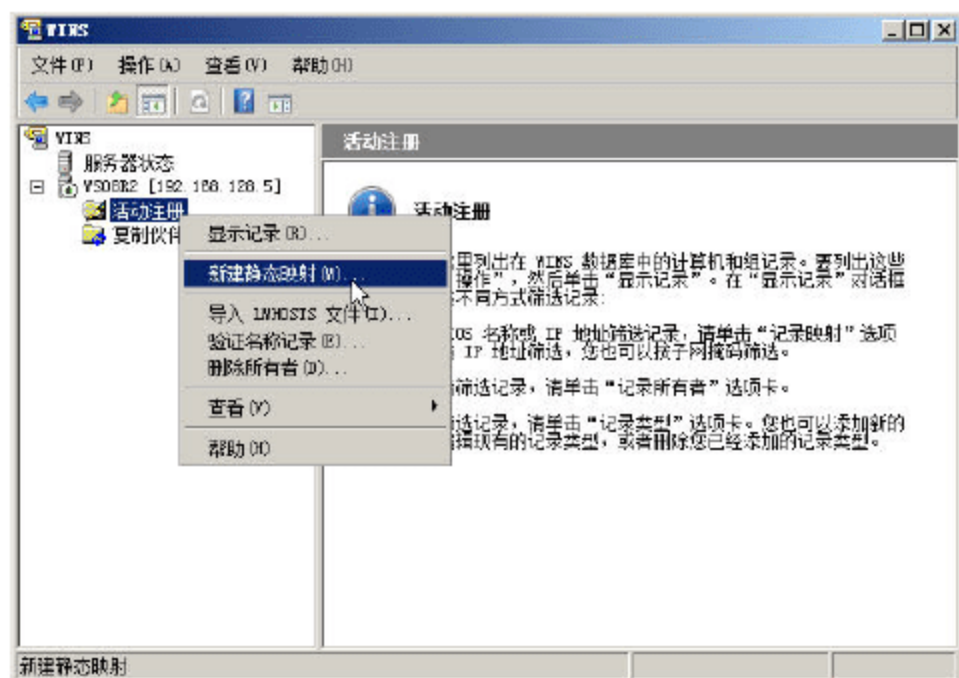 WINS
文件(F) 操作(A) 查看(V) 帮助(H)
WINS
服务器状态
VS08R2 [192.168.128.5]
活动注册
复制伙伴
显示记录(R)...
新建静态映射(M)...
导入 LMHOSTS 文件(I)...
验证名称记录(E)...
删除所有者(D)...
查看(V)
帮助(H)
活动注册
活动注册
里列出在 WINS 数据库中的计算机和组记录。要列出这些
操作”，然后单击“显示记录”。在“显示记录”对话框
不同方式筛选记录:
OS 名称或 IP 地址筛选记录，请单击“记录映射”选项
IP 地址筛选，您也可以按子网掩码筛选。
筛选记录，请单击“记录所有者”选项卡。
选记录，请单击“记录类型”选项卡。您也可以添加新的
辑现有的记录类型，或者删除您已经添加的记录类型。
新建静态映射